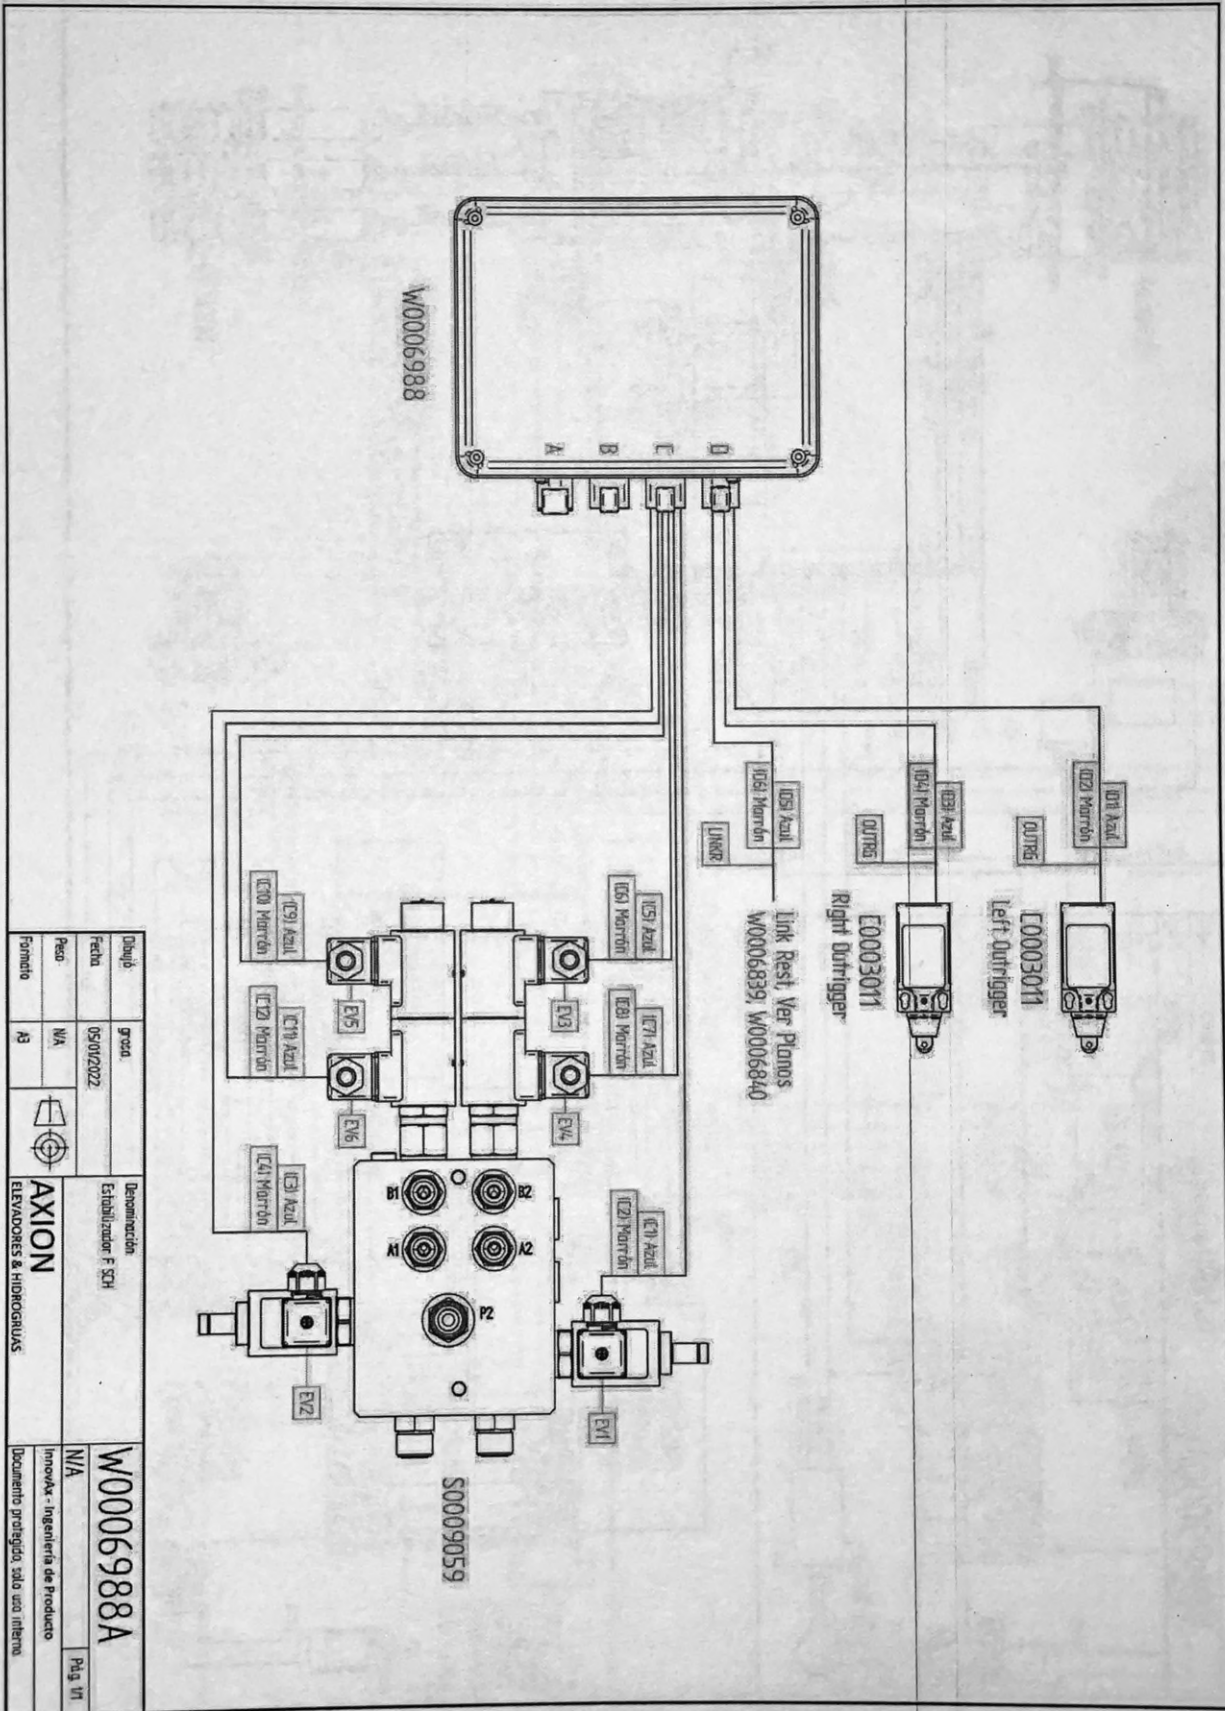 W0006988
A
B
C
D
(D1) Azul
(D2) Marrón
OUTRG
E0003011
Left Outrigger
(D3) Azul
(D4) Marrón
OUTRG
E0003011
Right Outrigger
(D5) Azul
(D6) Marrón
LINKR
Link Rest, Ver Planos
W0006839, W0006840
(C5) Azul
(C6) Marrón
EV3
(C7) Azul
(C8) Marrón
EV4
(C9) Azul
(C10) Marrón
EV5
(C11) Azul
(C12) Marrón
EV6
(C1) Azul
(C2) Marrón
EV1
(C3) Azul
(C4) Marrón
EV2
B1
B2
A1
A2
P2
S0009059
Dibujó
groca
Fecha
05/01/2022
Peso
N/A
Formato
A3
Denominación:
Estabilizador F SCH
AXION
ELEVADORES & HIDROGRUAS
W0006988A
N/A
Pág. 1/1
InnovAx - Ingeniería de Producto
Documento protegido, solo uso interno